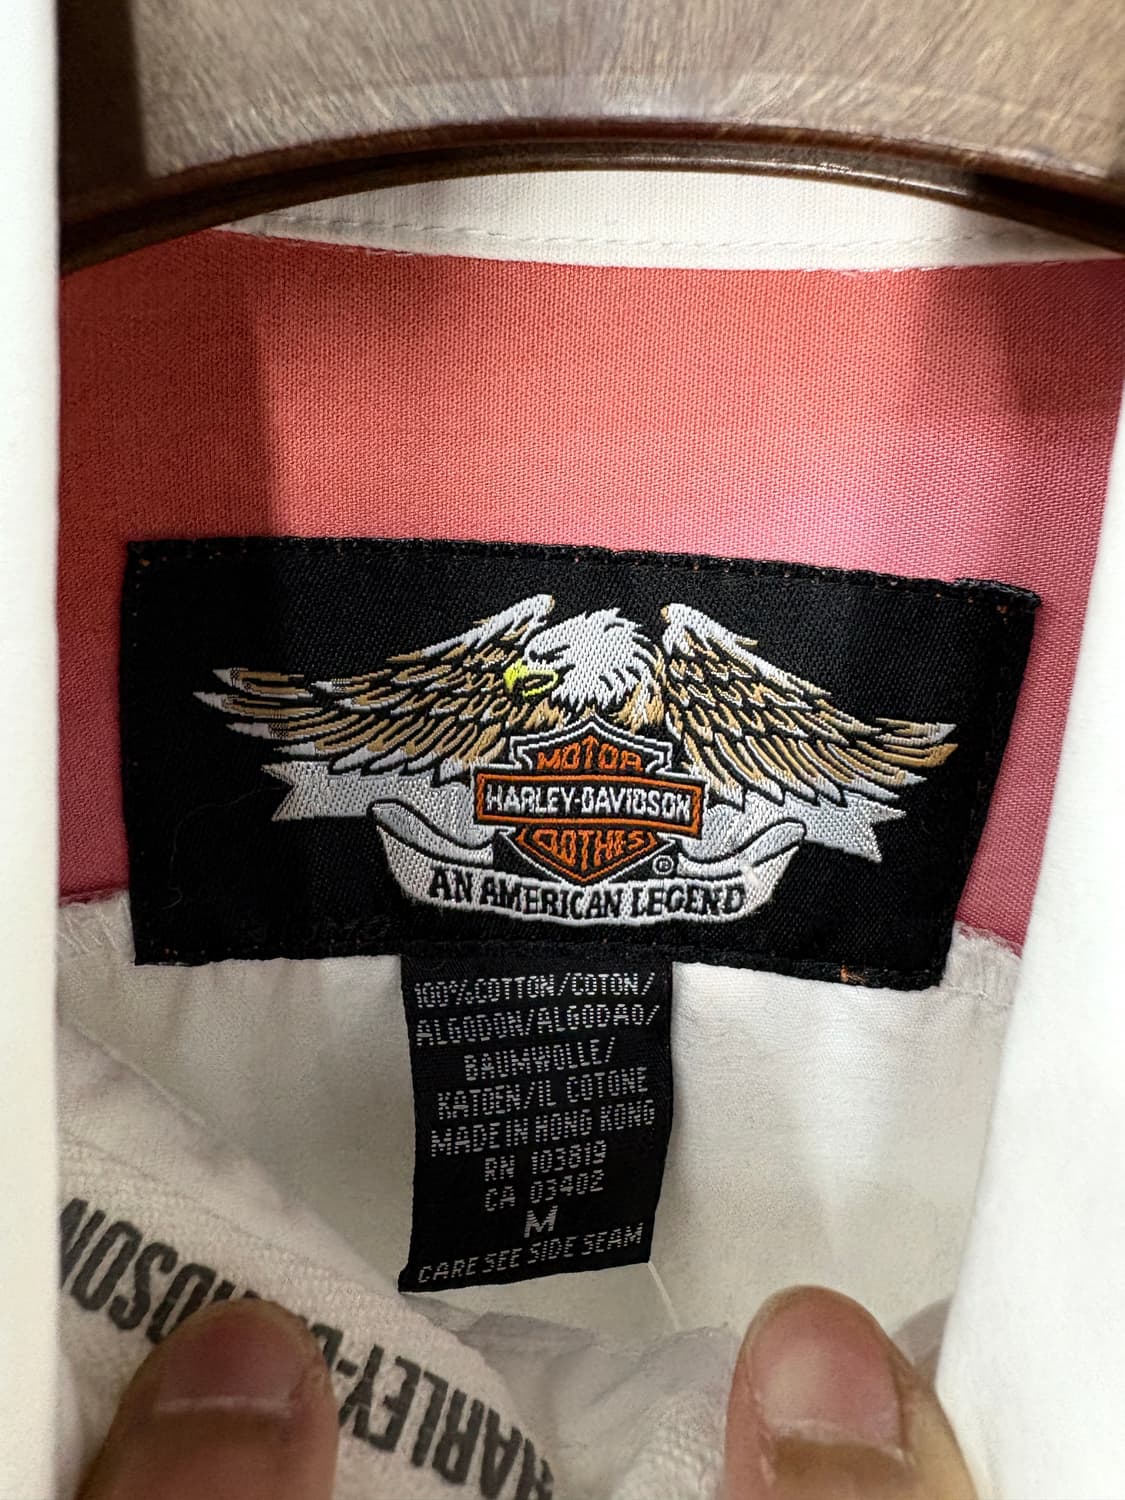 MOTOR
HARLEY-DAVIDSON
CLOTHES
®
AN AMERICAN LEGEND
100%COTTON/COTON/
ALGODON/ALGODAO/
BAUMWOLLE/
KATOEN/IL COTONE
MADE IN HONG KONG
RN 103819
CA 03402
M
CARE SEE SIDE SEAM
HARLEY-DAVIDSON